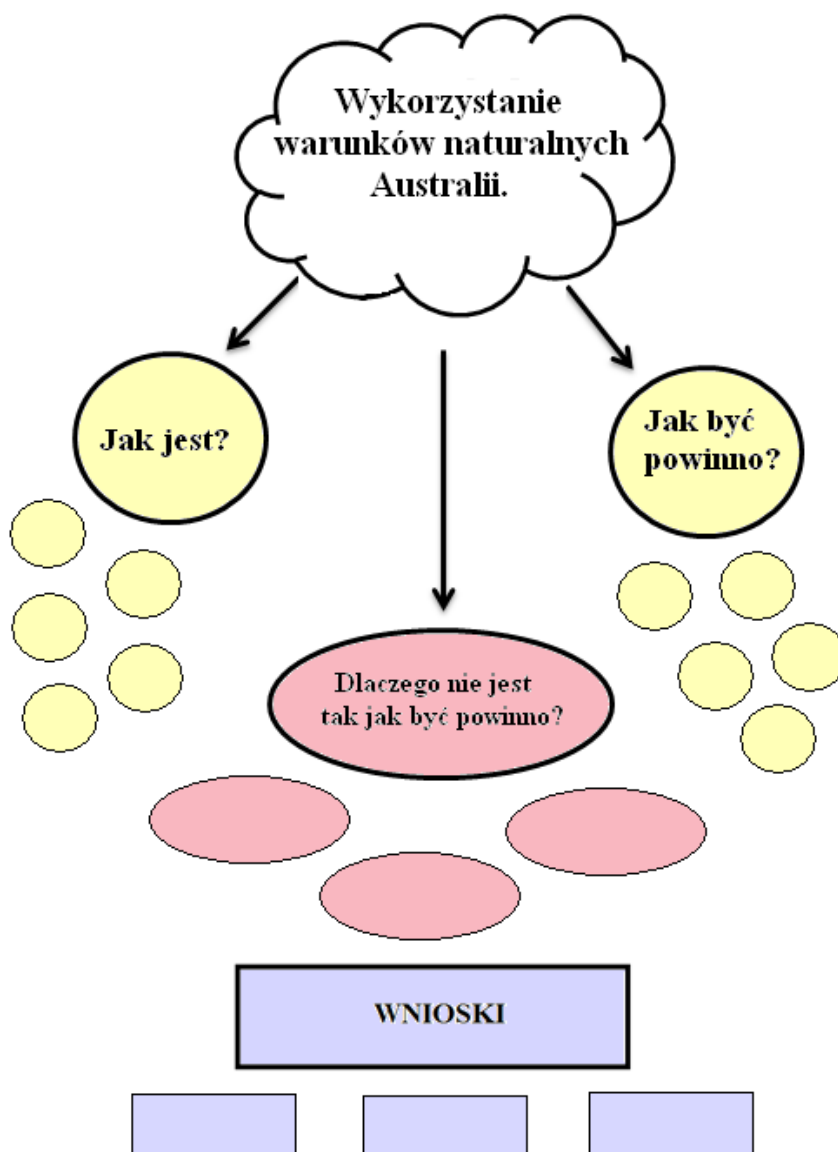 Wykorzystanie
warunków naturalnych
Australii.
Jak jest?
Jak być
powinno?
Dlaczego nie jest
tak jak być powinno?
WNIOSKI